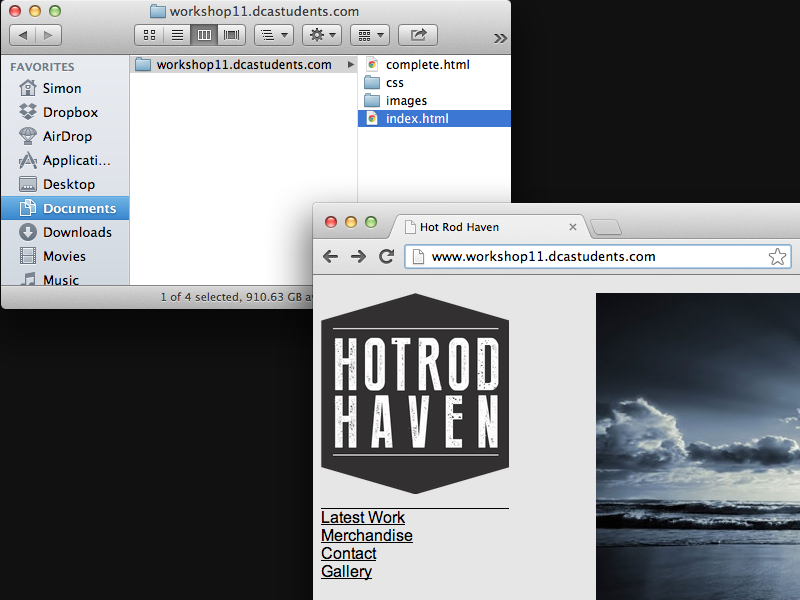 workshop11.dcastudents.com
FAVORITES
Simon
Dropbox
AirDrop
Applicati...
Desktop
Documents
Downloads
Movies
Music
workshop11.dcastudents.com
complete.html
css
images
index.html
1 of 4 selected, 910.63 GB av
Hot Rod Haven
www.workshop11.dcastudents.com
HOTROD
HAVEN
Latest Work
Merchandise
Contact
Gallery